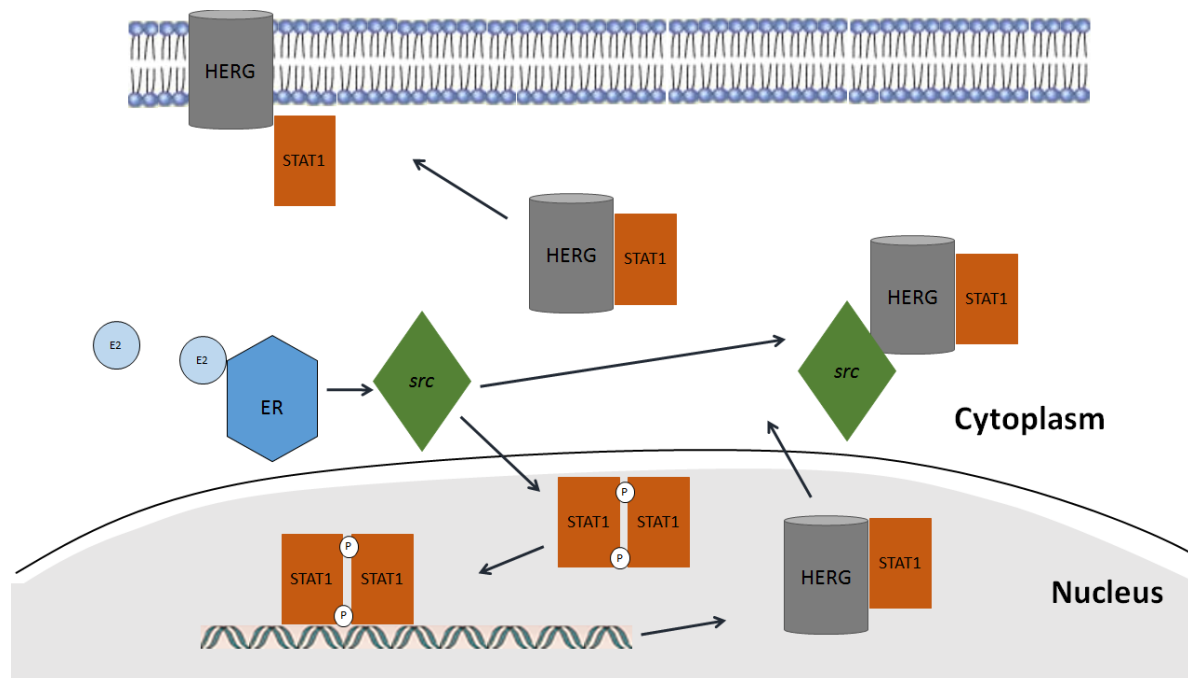 HERG
STAT1
HERG
STAT1
HERG
STAT1
E2
E2
ER
src
src
Cytoplasm
P
STAT1
STAT1
P
P
STAT1
STAT1
P
HERG
STAT1
Nucleus